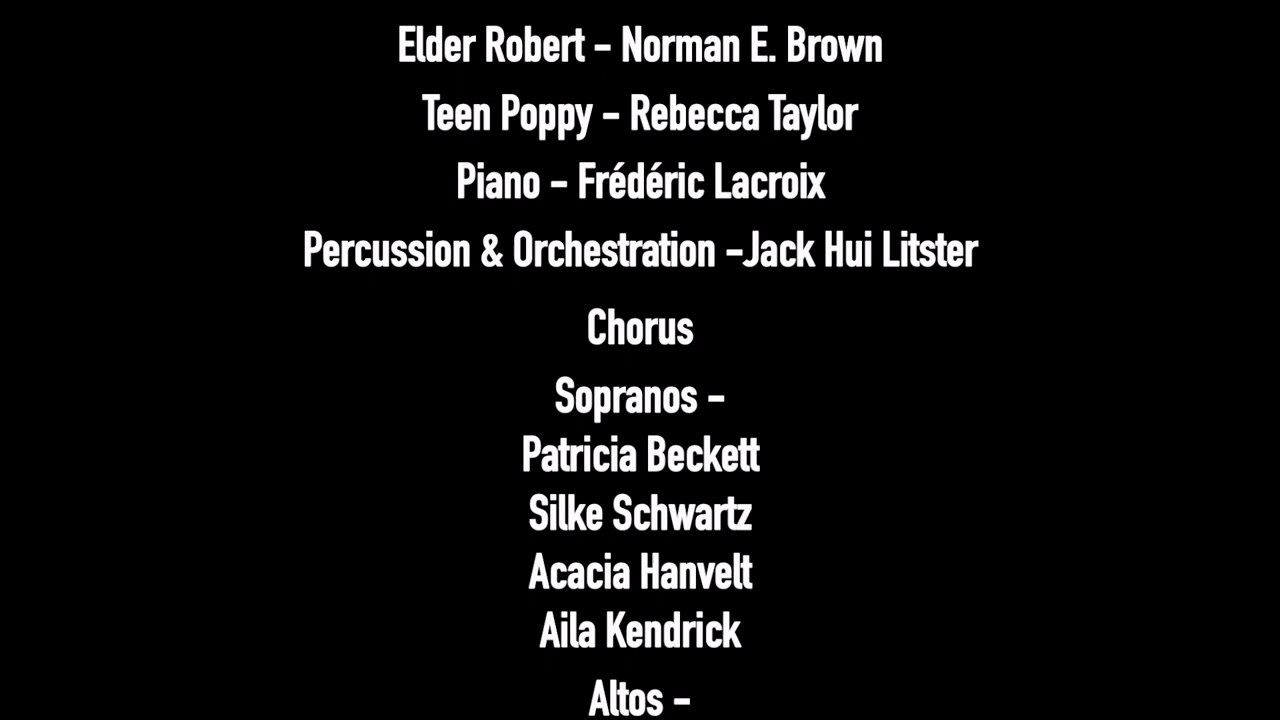 Elder Robert - Norman E. Brown
Teen Poppy - Rebecca Taylor
Piano - Frédéric Lacroix
Percussion & Orchestration -Jack Hui Litster
Chorus
Sopranos -
Patricia Beckett
Silke Schwartz
Acacia Hanvelt
Aila Kendrick
Altos -